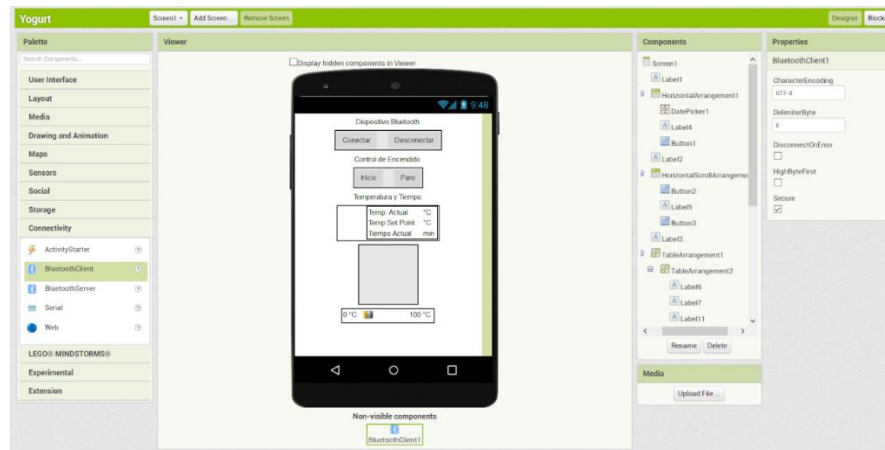 Yogurt
Screen1
Add Screen ...
Remove Screen
Designer
Block
Palette
Search Components...
User Interface
Layout
Media
Drawing and Animation
Maps
Sensors
Social
Storage
Connectivity
ActivityStarter
BluetoothClient
BluetoothServer
Serial
Web
LEGO® MINDSTORMS®
Experimental
Extension
Viewer
Display hidden components in Viewer
9:48
Dispositivo Bluetooth
Conectar
Desconectar
Control de Encendido
Inicio
Paro
Temperatura y Tiempo
Temp. Actual °C
Temp Set Point °C
Tiempo Actual min
0 °C
100 °C
Non-visible components
BluetoothClient1
Components
Screen1
Label1
HorizontalArrangement1
DatePicker1
Label4
Button1
Label2
HorizontalScrollArrangeme
Button2
Label5
Button3
Label3
TableArrangement1
TableArrangement2
Label6
Label7
Label11
Rename
Delete
Media
Upload File ...
Properties
BluetoothClient1
CharacterEncoding
UTF-8
DelimiterByte
0
DisconnectOnError
HighByteFirst
Secure